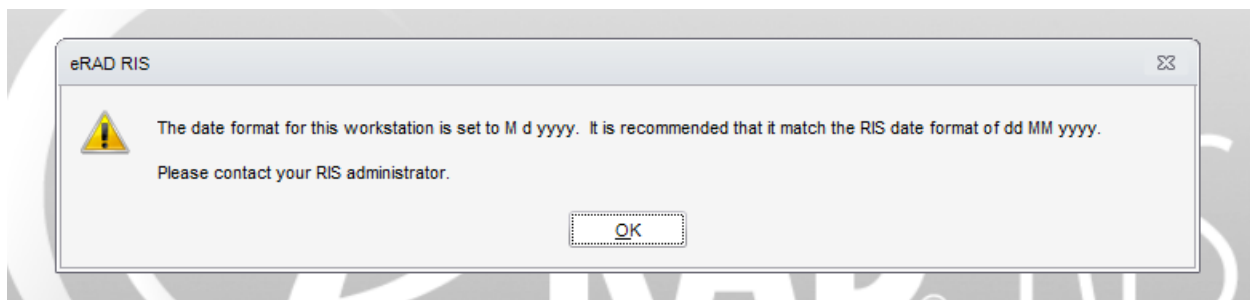 eRAD RIS
The date format for this workstation is set to M d yyyy. It is recommended that it match the RIS date format of dd MM yyyy.
Please contact your RIS administrator.
OK